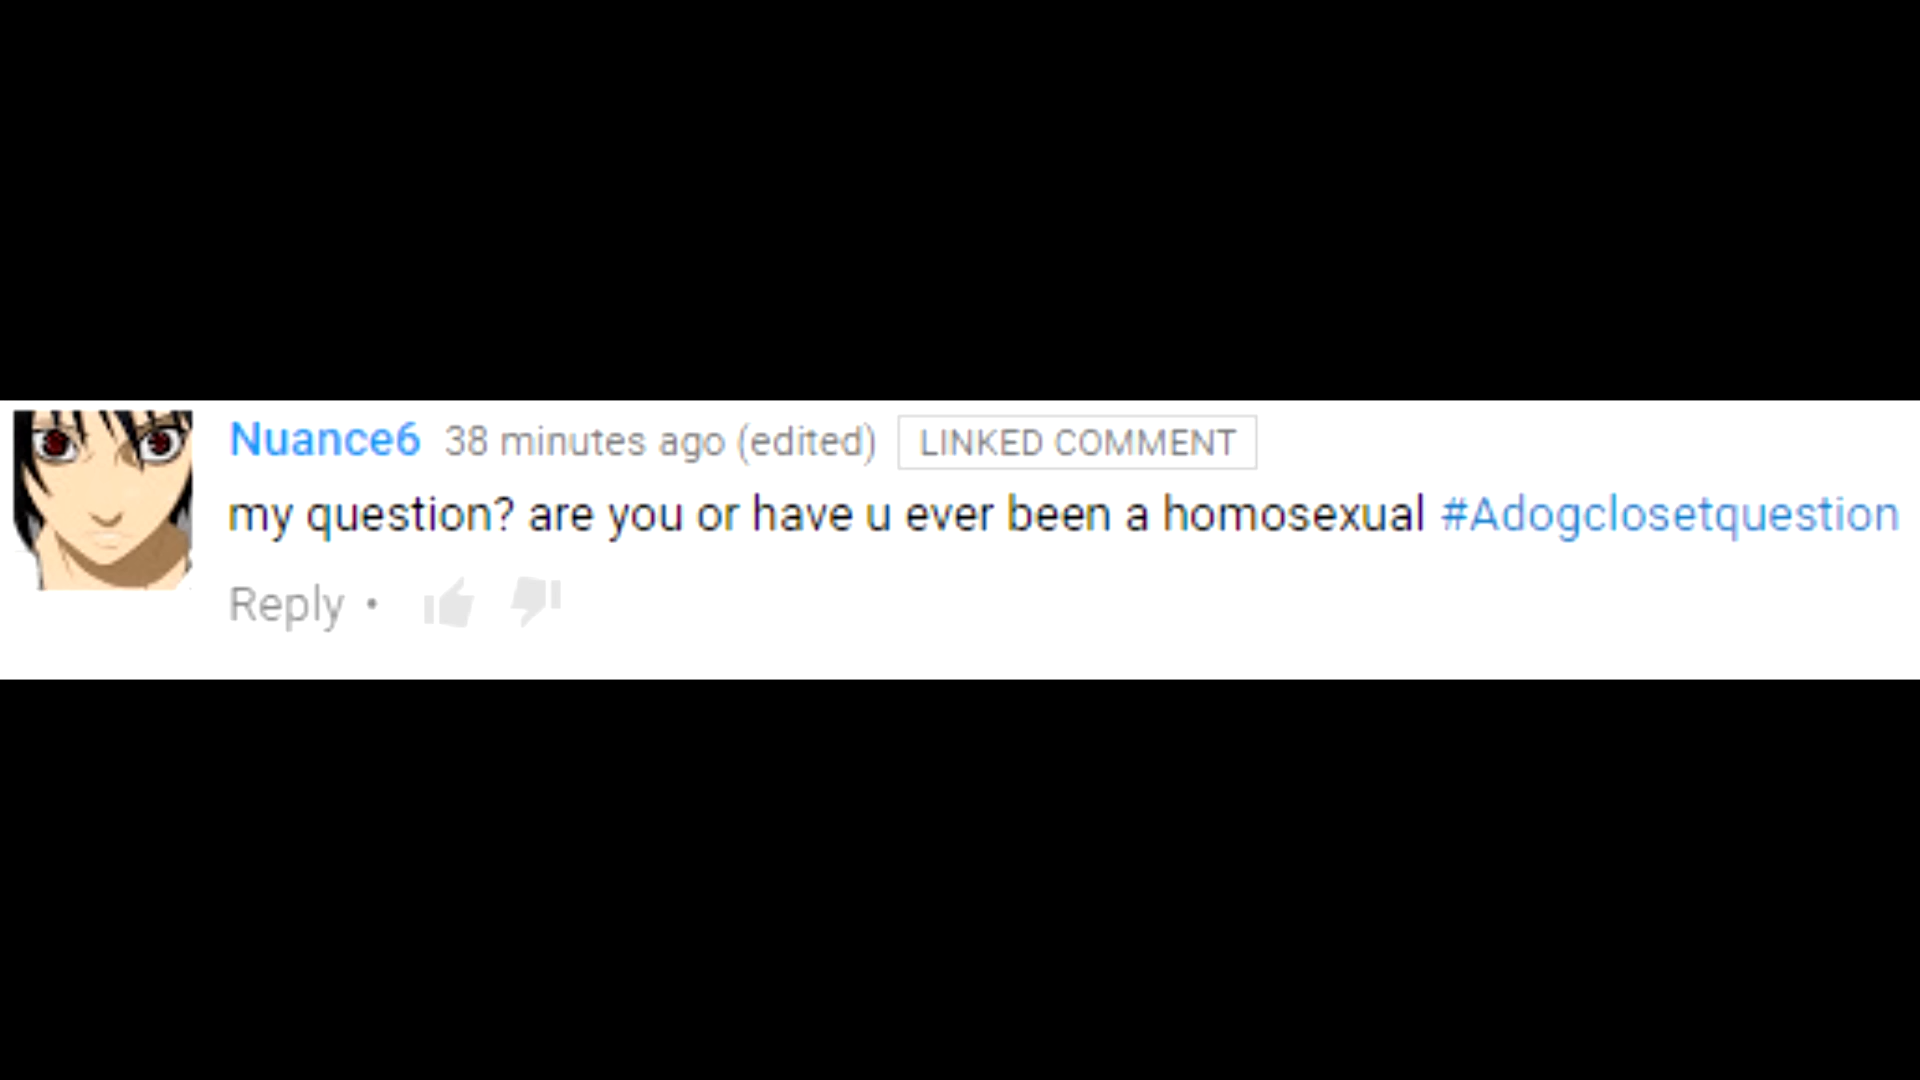 Nuance6 38 minutes ago (edited) LINKED COMMENT
my question? are you or have u ever been a homosexual #Adogclosetquestion
Reply •